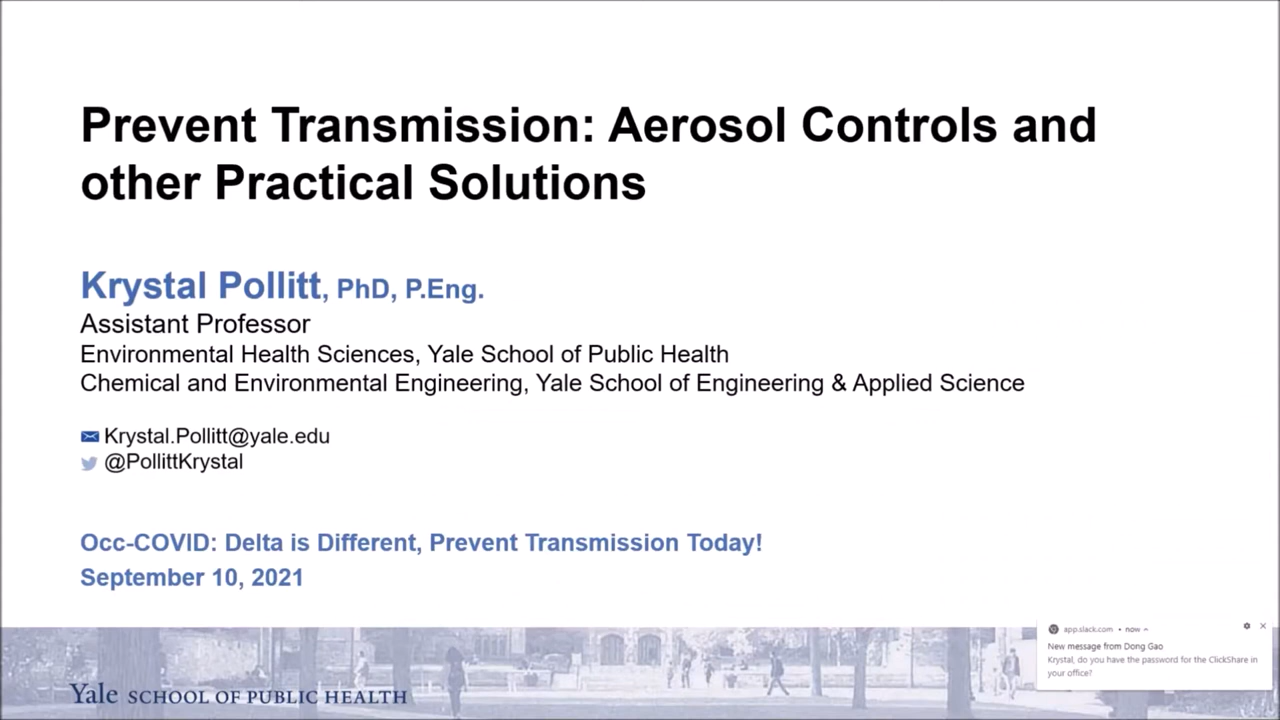 Prevent Transmission: Aerosol Controls and
other Practical Solutions
Krystal Pollitt, PhD, P.Eng.
Assistant Professor
Environmental Health Sciences, Yale School of Public Health
Chemical and Environmental Engineering, Yale School of Engineering & Applied Science
Krystal.Pollitt@yale.edu
@PollittKrystal
Occ-COVID: Delta is Different, Prevent Transmission Today!
September 10, 2021
Yale SCHOOL OF PUBLIC HEALTH
app.slack.com • now
New message from Dong Gao
Krystal, do you have the password for the ClickShare in
your office?